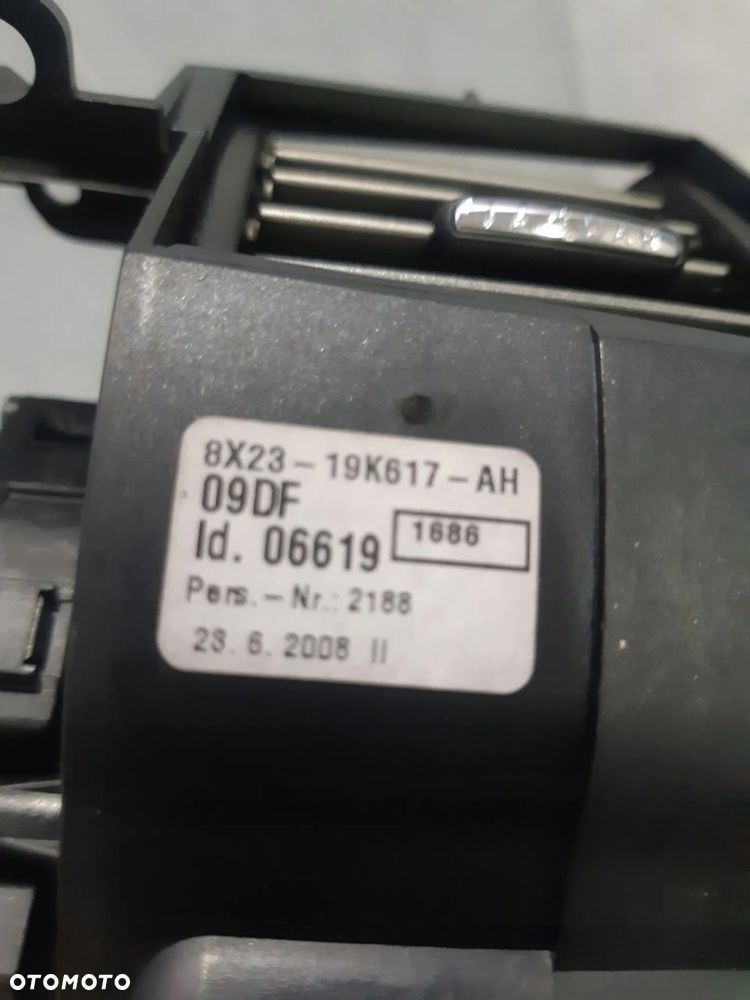 8X23-19K617-AH
09DF
Id. 06619 1686
Pers.-Nr.: 2188
23. 6. 2008 II
OTOMOTO